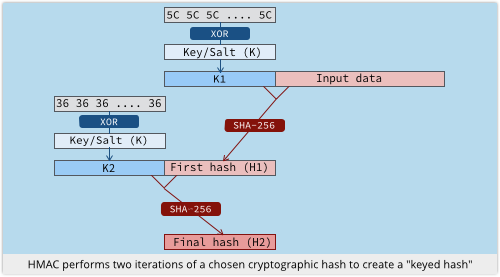 5C 5C 5C .... 5C
XOR
Key/Salt (K)
K1 Input data
36 36 36 .... 36
XOR
SHA-256
Key/Salt (K)
K2 First hash (H1)
SHA-256
Final hash (H2)
HMAC performs two iterations of a chosen cryptographic hash to create a "keyed hash"